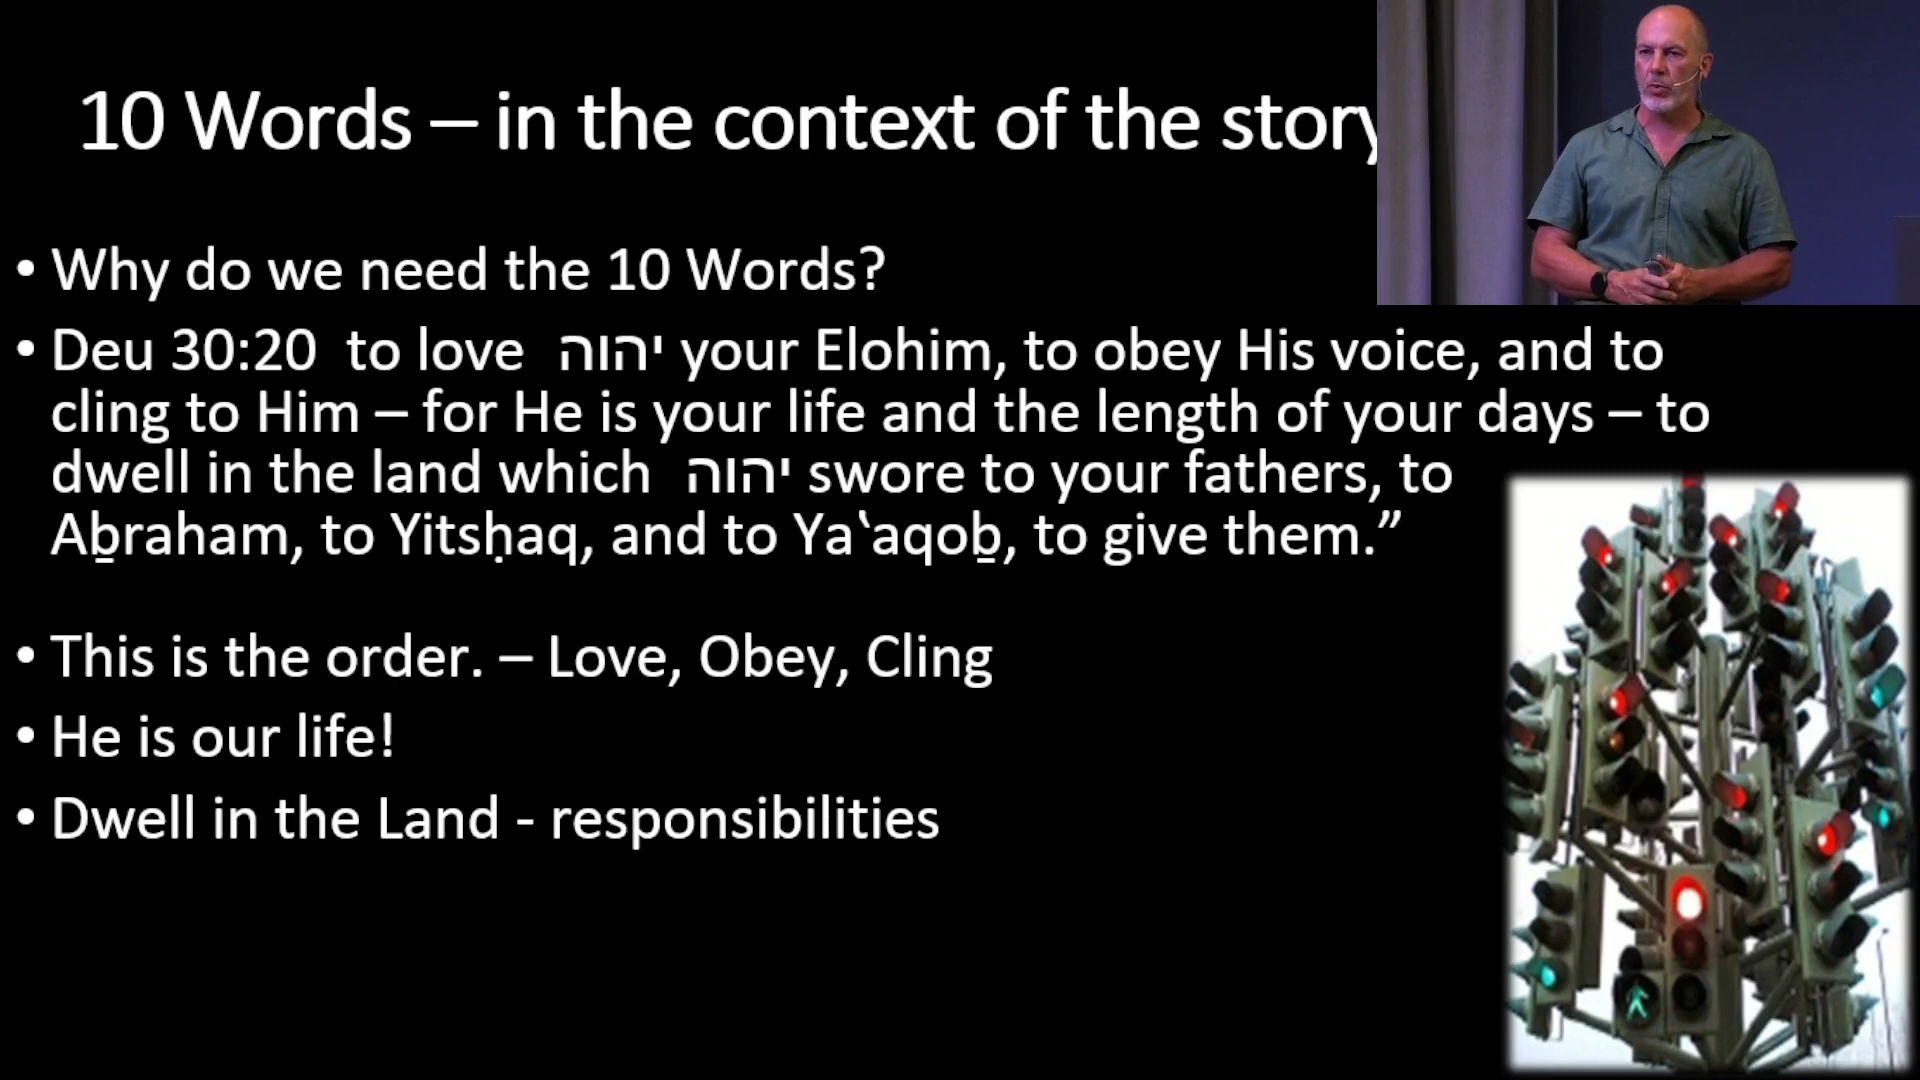 10 Words – in the context of the story
• Why do we need the 10 Words?
• Deu 30:20  to love  יהוה your Elohim, to obey His voice, and to
cling to Him – for He is your life and the length of your days – to
dwell in the land which  יהוה swore to your fathers, to
Aḇraham, to Yitsḥaq, and to Ya‛aqoḇ, to give them.”
• This is the order. – Love, Obey, Cling
• He is our life!
• Dwell in the Land - responsibilities